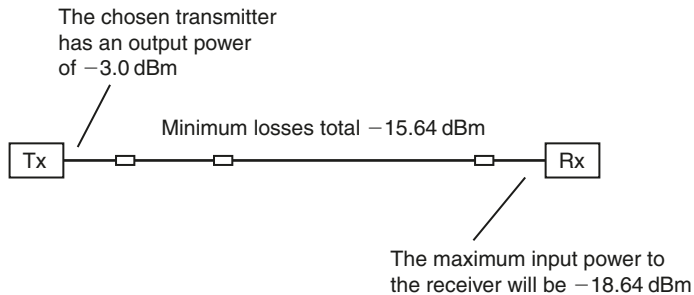 The chosen transmitter
has an output power
of −3.0 dBm
Minimum losses total −15.64 dBm
Tx
Rx
The maximum input power to
the receiver will be −18.64 dBm